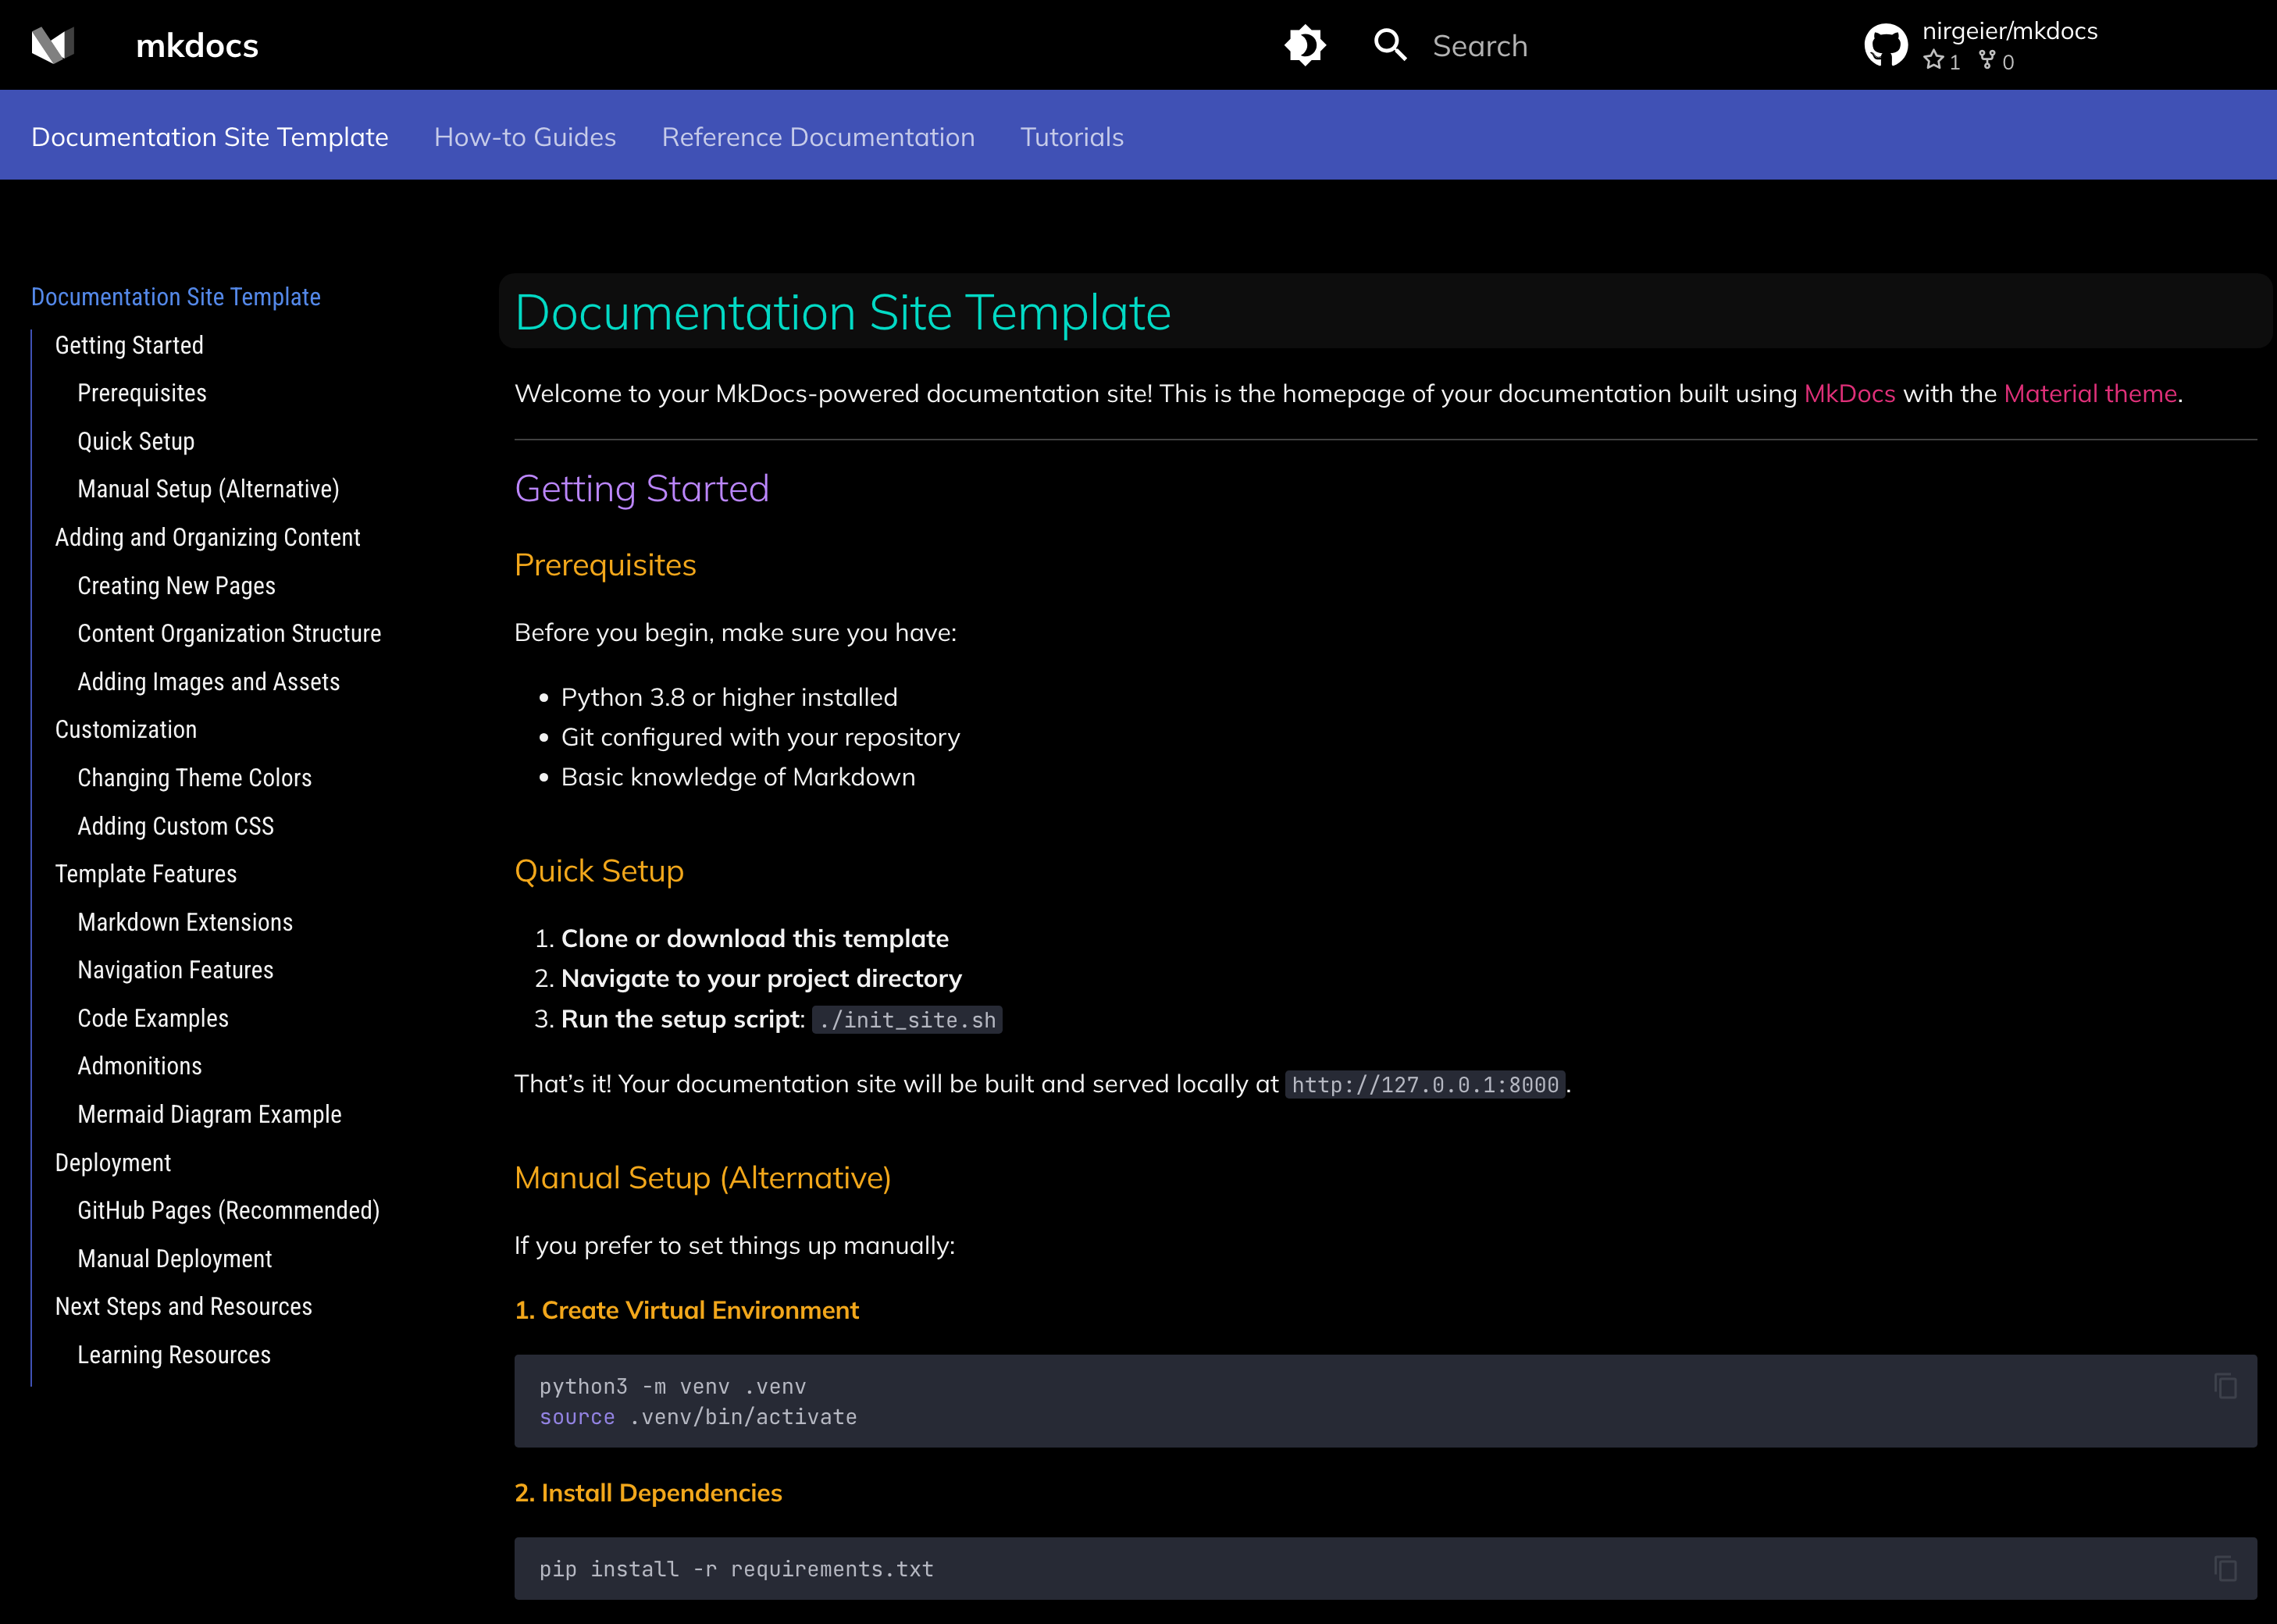 mkdocs
Search
nirgeier/mkdocs
1 0
Documentation Site Template How-to Guides Reference Documentation Tutorials
Documentation Site Template
Getting Started
Prerequisites
Quick Setup
Manual Setup (Alternative)
Adding and Organizing Content
Creating New Pages
Content Organization Structure
Adding Images and Assets
Customization
Changing Theme Colors
Adding Custom CSS
Template Features
Markdown Extensions
Navigation Features
Code Examples
Admonitions
Mermaid Diagram Example
Deployment
GitHub Pages (Recommended)
Manual Deployment
Next Steps and Resources
Learning Resources
Documentation Site Template
Welcome to your MkDocs-powered documentation site! This is the homepage of your documentation built using MkDocs with the Material theme.
Getting Started
Prerequisites
Before you begin, make sure you have:
• Python 3.8 or higher installed
• Git configured with your repository
• Basic knowledge of Markdown
Quick Setup
1. Clone or download this template
2. Navigate to your project directory
3. Run the setup script: ./init_site.sh
That’s it! Your documentation site will be built and served locally at http://127.0.0.1:8000.
Manual Setup (Alternative)
If you prefer to set things up manually:
1. Create Virtual Environment
python3 -m venv .venv
source .venv/bin/activate
2. Install Dependencies
pip install -r requirements.txt